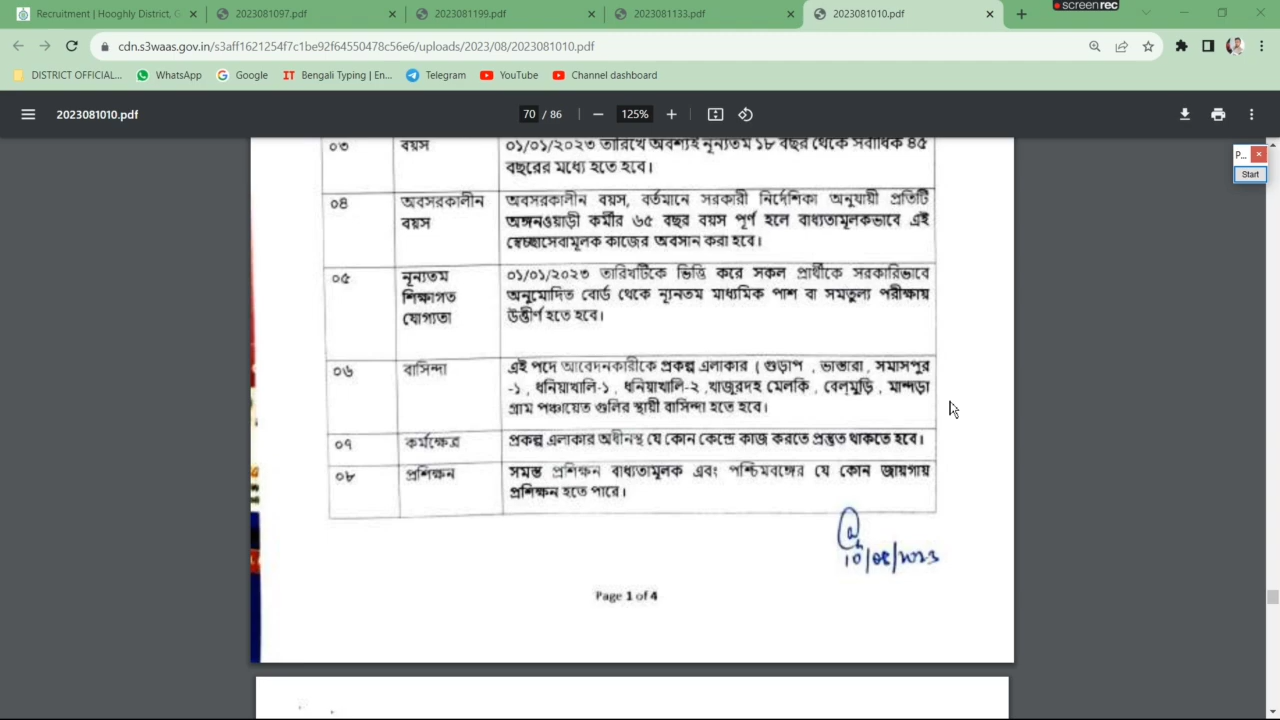 Recruitment | Hooghly District, G
2023081097.pdf
2023081199.pdf
2023081133.pdf
2023081010.pdf
screenrec
cdn.s3waas.gov.in/s3aff1621254f7c1be92f64550478c56e6/uploads/2023/08/2023081010.pdf
DISTRICT OFFICIAL...
WhatsApp
Google
Bengali Typing | En...
Telegram
YouTube
Channel dashboard
2023081010.pdf
70 / 86
125%
P...
Start
০৩ বয়স ০১/০১/২০২৩ তারিখে অবশ্যই নূন্যতম ১৮ বছর থেকে সর্বাধিক ৪৫
বছরের মধ্যে হতে হবে।
০৪ অবসরকালীন অবসরকালীন বয়স, বর্তমানে সরকারী নির্দেশিকা অনুযায়ী প্রতিটি
বয়স অঙ্গনওয়াড়ী কর্মীর ৬৫ বছর বয়স পূর্ণ হলে বাধ্যতামূলকভাবে এই
স্বেচ্ছাসেবামূলক কাজের অবসান করা হবে।
০৫ নূন্যতম ০১/০১/২০২৩ তারিখটিকে ভিত্তি করে সকল প্রার্থীকে সরকারিভাবে
শিক্ষাগত অনুমোদিত বোর্ড থেকে ন্যূনতম মাধ্যমিক পাশ বা সমতুল্য পরীক্ষায়
যোগ্যতা উত্তীর্ণ হতে হবে।
০৬ বাসিন্দা এই পদে আবেদনকারীকে প্রকল্প এলাকার ( গুড়াপ , ভাস্তারা, সমাসপুর
-১, ধনিয়াখালি-১, ধনিয়াখালি-২ ,খাজুরদহ মেলকি , বেলমুড়ি , মান্দড়া
গ্রাম পঞ্চায়েত গুলির স্থায়ী বাসিন্দা হতে হবে।
০৭ কর্মক্ষেত্র প্রকল্প এলাকার অধীনস্থ যে কোন কেন্দ্রে কাজ করতে প্রস্তুত থাকতে হবে।
০৮ প্রশিক্ষন সমস্ত প্রশিক্ষন বাধ্যতামূলক এবং পশ্চিমবঙ্গের যে কোন জায়গায়
প্রশিক্ষন হতে পারে।
10/08/2023
Page 1 of 4